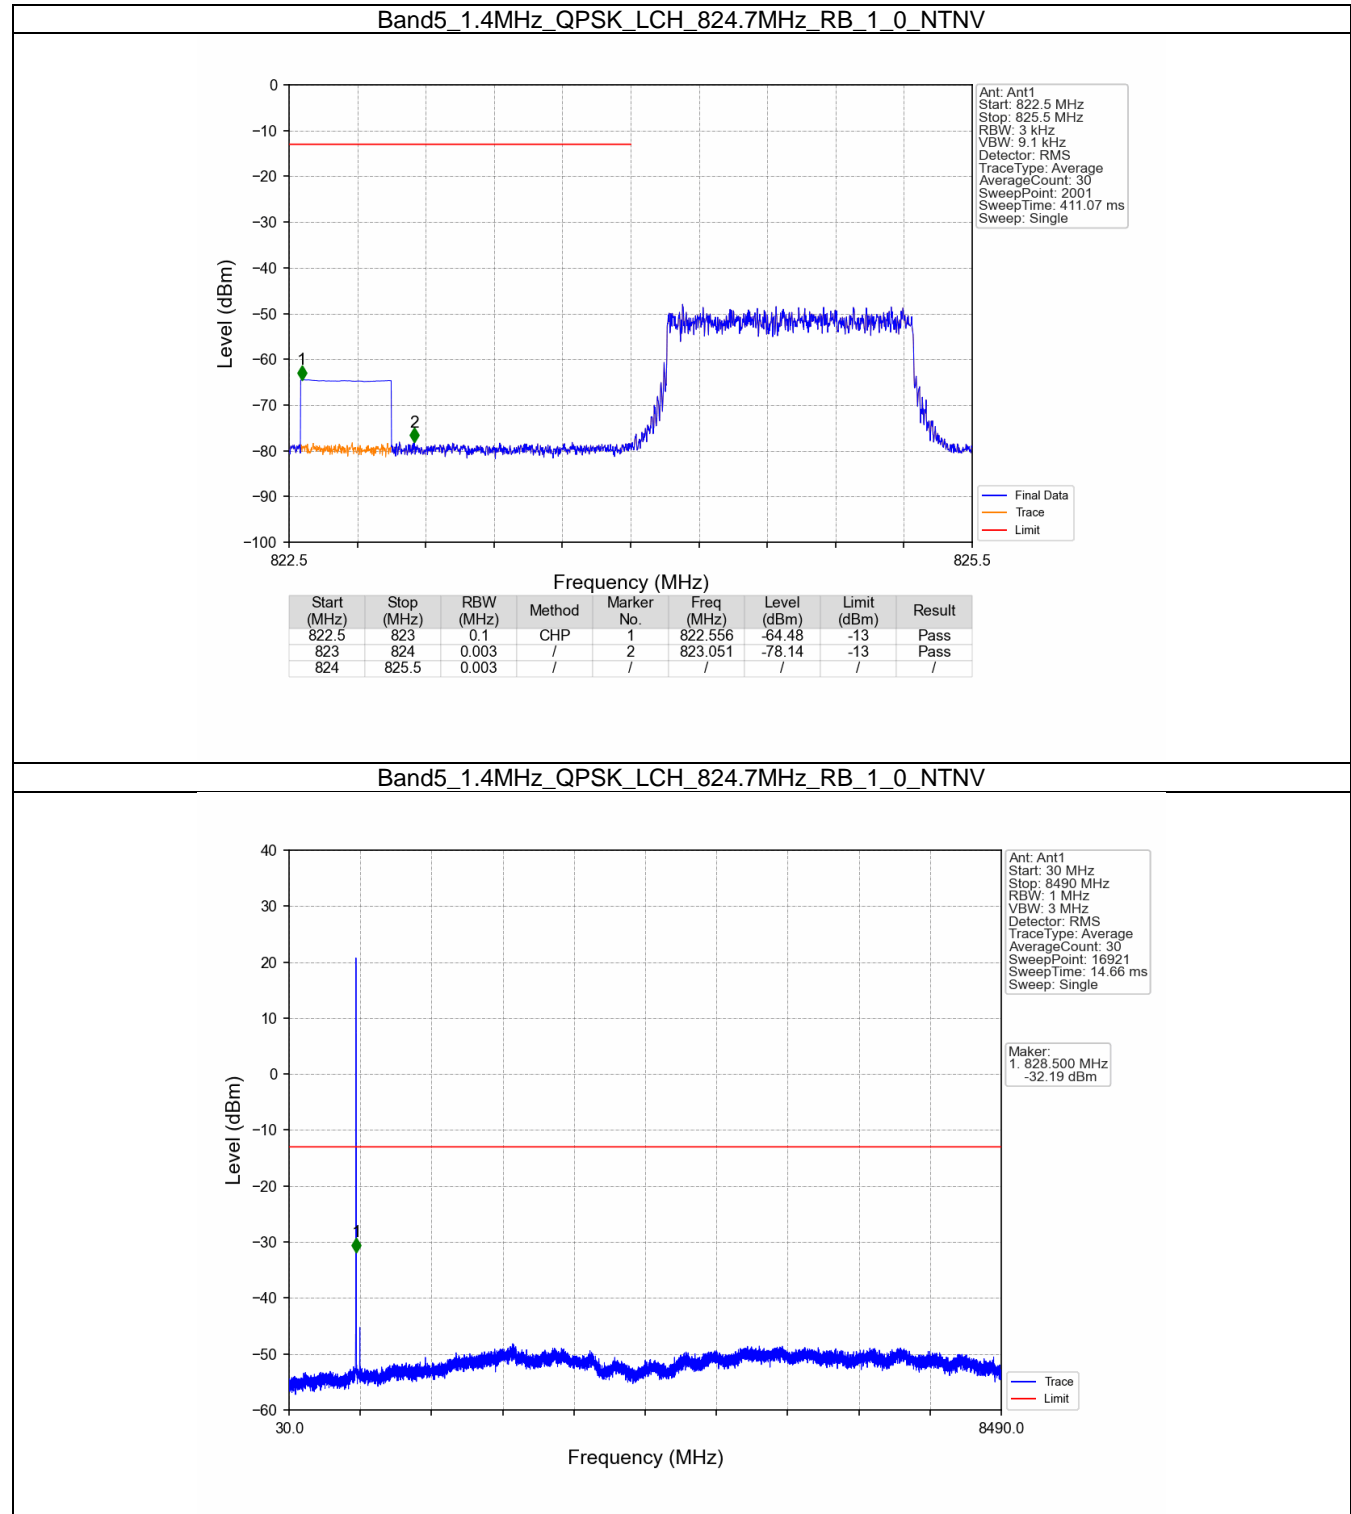 Band5_1.4MHz_QPSK_LCH_824.7MHz_RB_1_0_NTNV
0
−10
−20
−30
−40
−50
−60
−70
−80
−90
−100
Level (dBm)
1
2
822.5
825.5
Frequency (MHz)
Ant: Ant1
Start: 822.5 MHz
Stop: 825.5 MHz
RBW: 3 kHz
VBW: 9.1 kHz
Detector: RMS
TraceType: Average
AverageCount: 30
SweepPoint: 2001
SweepTime: 411.07 ms
Sweep: Single
Final Data
Trace
Limit
Start (MHz) Stop (MHz) RBW (MHz) Method Marker No. Freq (MHz) Level (dBm) Limit (dBm) Result
822.5 823 0.1 CHP 1 822.556 -64.48 -13 Pass
823 824 0.003 / 2 823.051 -78.14 -13 Pass
824 825.5 0.003 / / / / / /
Band5_1.4MHz_QPSK_LCH_824.7MHz_RB_1_0_NTNV
40
30
20
10
0
−10
−20
−30
−40
−50
−60
Level (dBm)
1
30.0
8490.0
Frequency (MHz)
Ant: Ant1
Start: 30 MHz
Stop: 8490 MHz
RBW: 1 MHz
VBW: 3 MHz
Detector: RMS
TraceType: Average
AverageCount: 30
SweepPoint: 16921
SweepTime: 14.66 ms
Sweep: Single
Maker:
1. 828.500 MHz
-32.19 dBm
Trace
Limit